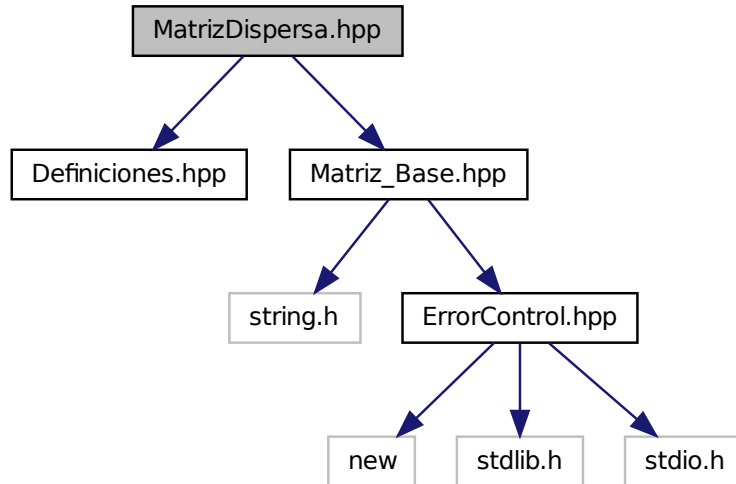 MatrizDispersa.hpp
Definiciones.hpp
Matriz_Base.hpp
string.h
ErrorControl.hpp
new
stdlib.h
stdio.h